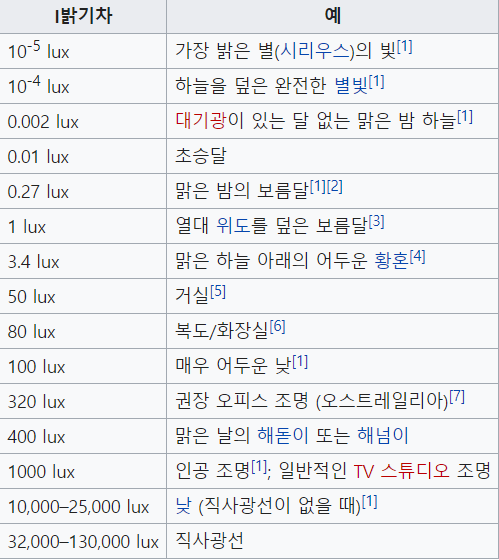 I밝기차 예
10-5 lux 가장 밝은 별(시리우스)의 빛[1]
10-4 lux 하늘을 덮은 완전한 별빛[1]
0.002 lux 대기광이 있는 달 없는 맑은 밤 하늘[1]
0.01 lux 초승달
0.27 lux 맑은 밤의 보름달[1][2]
1 lux 열대 위도를 덮은 보름달[3]
3.4 lux 맑은 하늘 아래의 어두운 황혼[4]
50 lux 거실[5]
80 lux 복도/화장실[6]
100 lux 매우 어두운 낮[1]
320 lux 권장 오피스 조명 (오스트레일리아)[7]
400 lux 맑은 날의 해돋이 또는 해넘이
1000 lux 인공 조명[1]; 일반적인 TV 스튜디오 조명
10,000–25,000 lux 낮 (직사광선이 없을 때)[1]
32,000–130,000 lux 직사광선